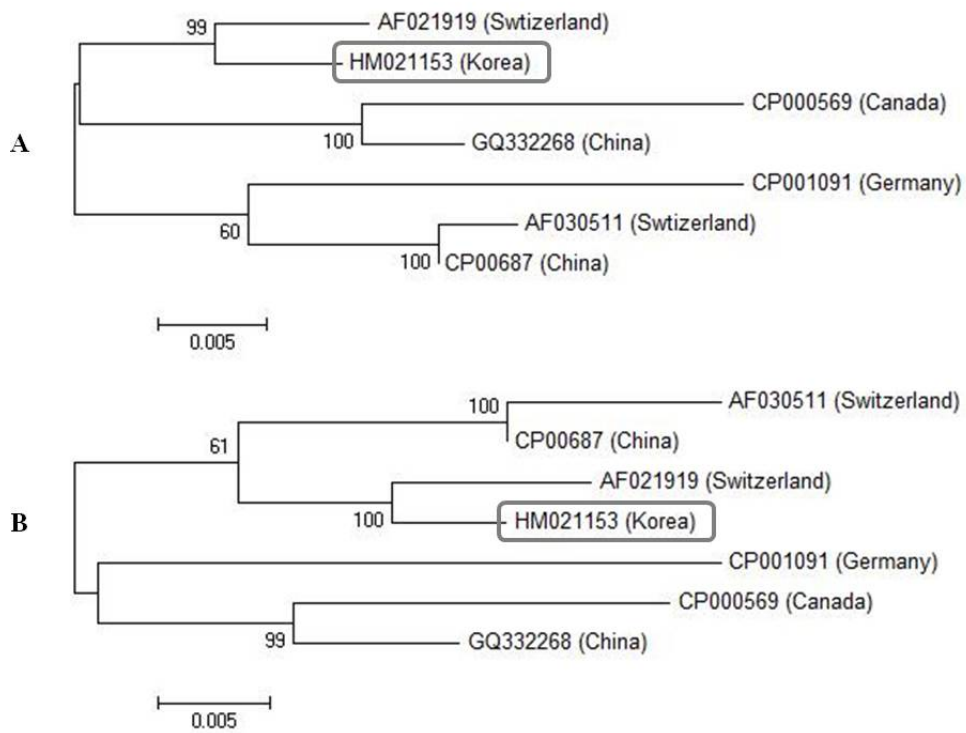 99
AF021919 (Swtizerland)
HM021153 (Korea)
CP000569 (Canada)
A
100
GQ332268 (China)
CP001091 (Germany)
60
AF030511 (Swtizerland)
100
CP00687 (China)
0.005
100
AF030511 (Switzerland)
61
CP00687 (China)
AF021919 (Switzerland)
B
100
HM021153 (Korea)
CP001091 (Germany)
CP000569 (Canada)
99
GQ332268 (China)
0.005